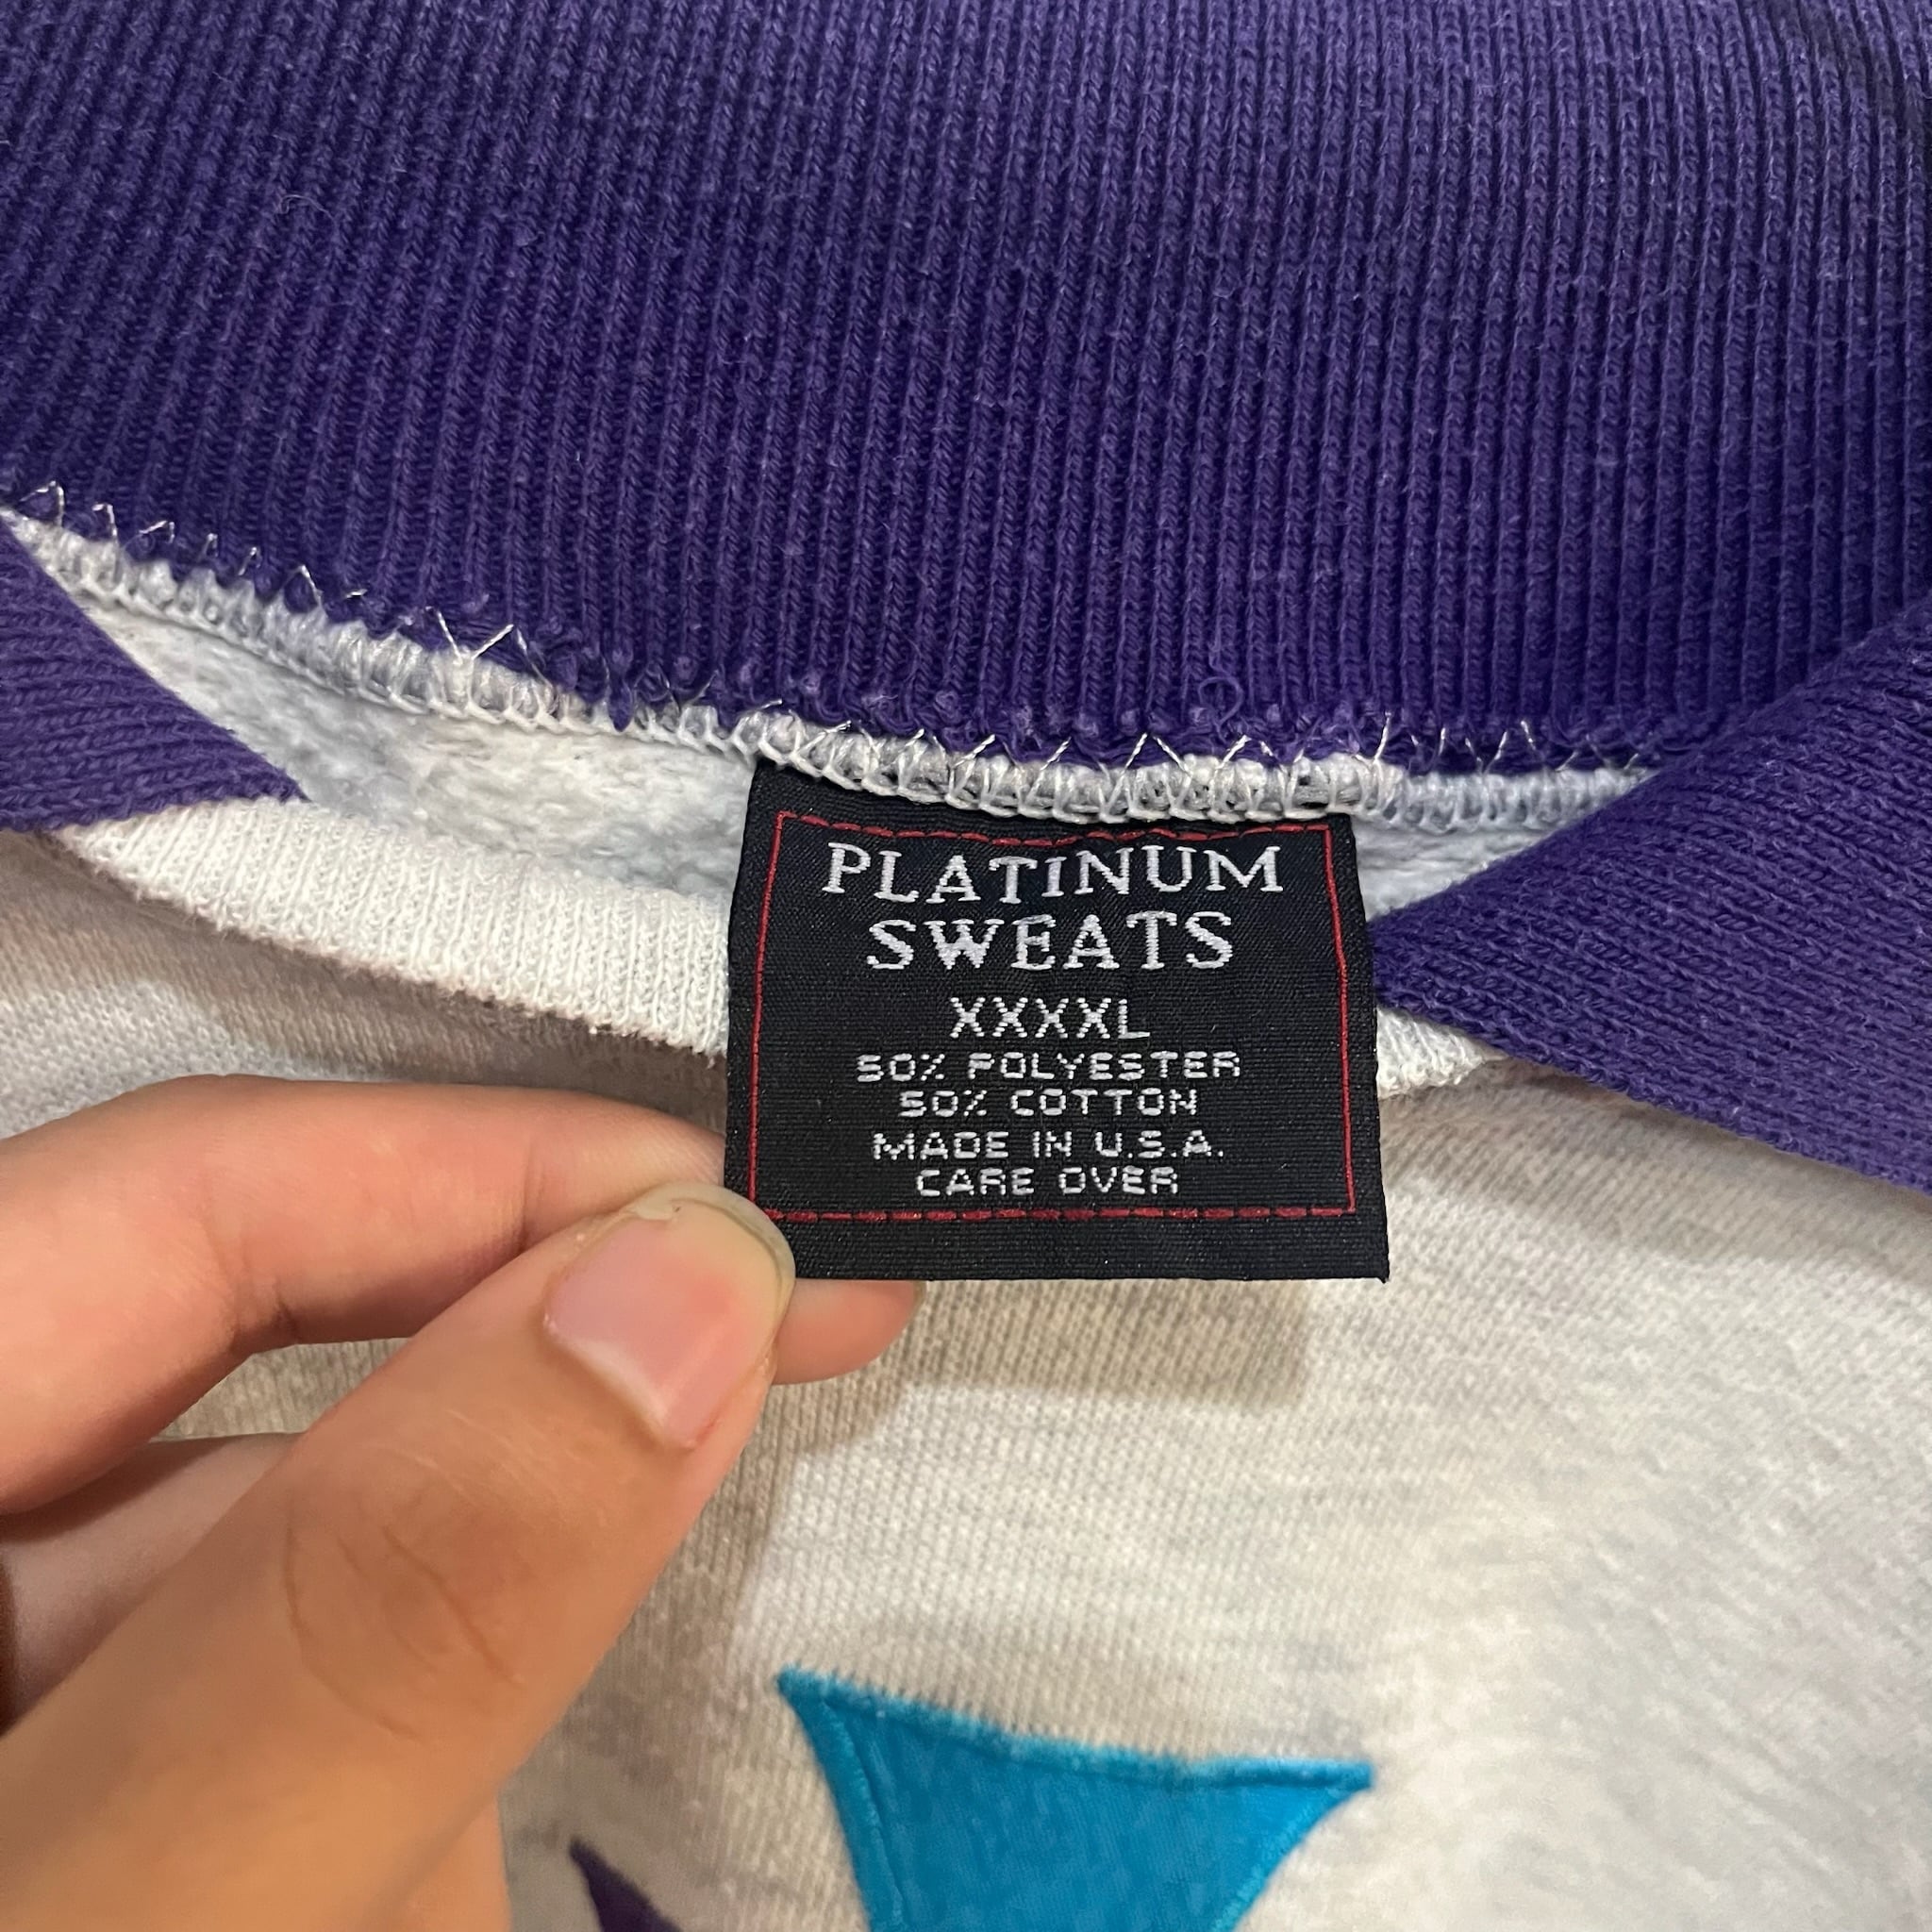 PLATINUM
SWEATS
XXXXL
50% POLYESTER
50% COTTON
MADE IN U.S.A.
CARE OVER